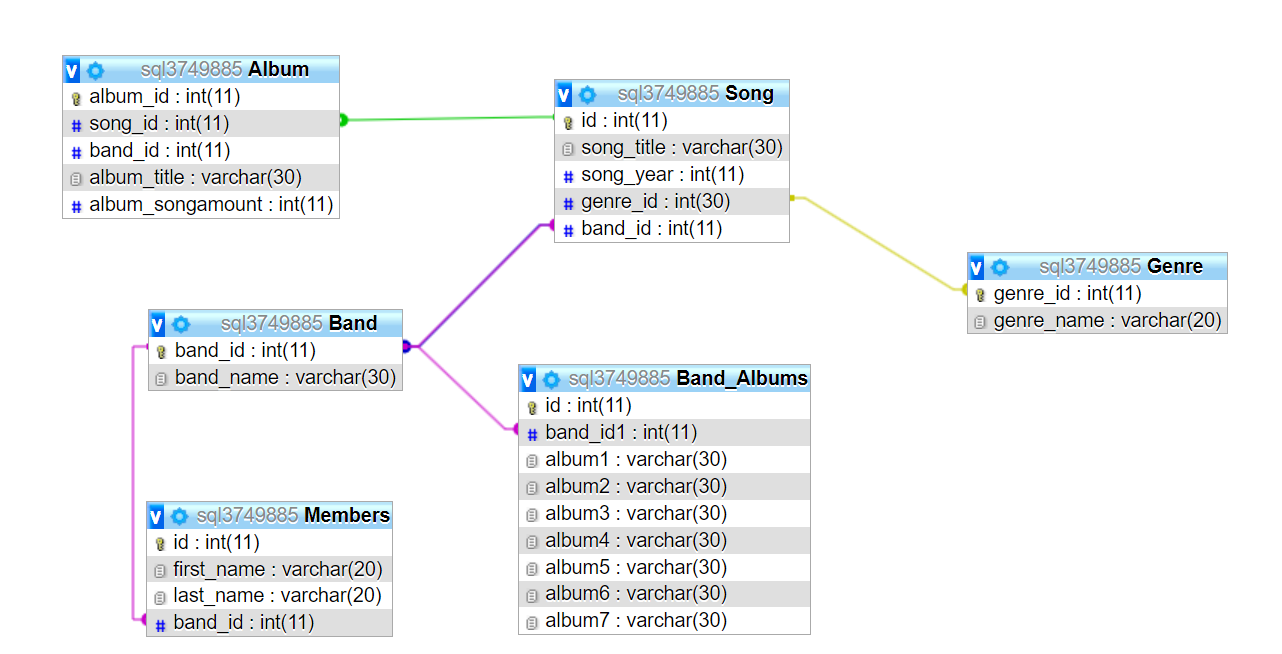 v sql3749885 Album
album_id : int(11)
# song_id : int(11)
# band_id : int(11)
album_title : varchar(30)
# album_songamount : int(11)
v sql3749885 Song
id : int(11)
song_title : varchar(30)
# song_year : int(11)
# genre_id : int(30)
# band_id : int(11)
v sql3749885 Genre
genre_id : int(11)
genre_name : varchar(20)
v sql3749885 Band
band_id : int(11)
band_name : varchar(30)
v sql3749885 Band_Albums
id : int(11)
# band_id1 : int(11)
album1 : varchar(30)
album2 : varchar(30)
album3 : varchar(30)
album4 : varchar(30)
album5 : varchar(30)
album6 : varchar(30)
album7 : varchar(30)
v sql3749885 Members
id : int(11)
first_name : varchar(20)
last_name : varchar(20)
# band_id : int(11)